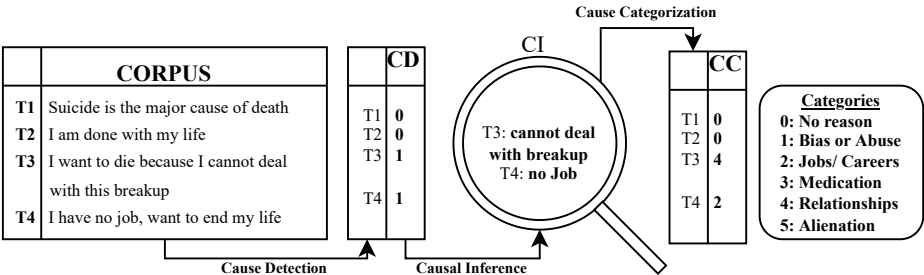 Cause Categorization
CORPUS
T1 Suicide is the major cause of death
T2 I am done with my life
T3 I want to die because I cannot deal
with this breakup
T4 I have no job, want to end my life
CD
T1 0
T2 0
T3 1
T4 1
CI
T3: cannot deal
with breakup
T4: no Job
CC
T1 0
T2 0
T3 4
T4 2
Categories
0: No reason
1: Bias or Abuse
2: Jobs/ Careers
3: Medication
4: Relationships
5: Alienation
Cause Detection
Causal Inference